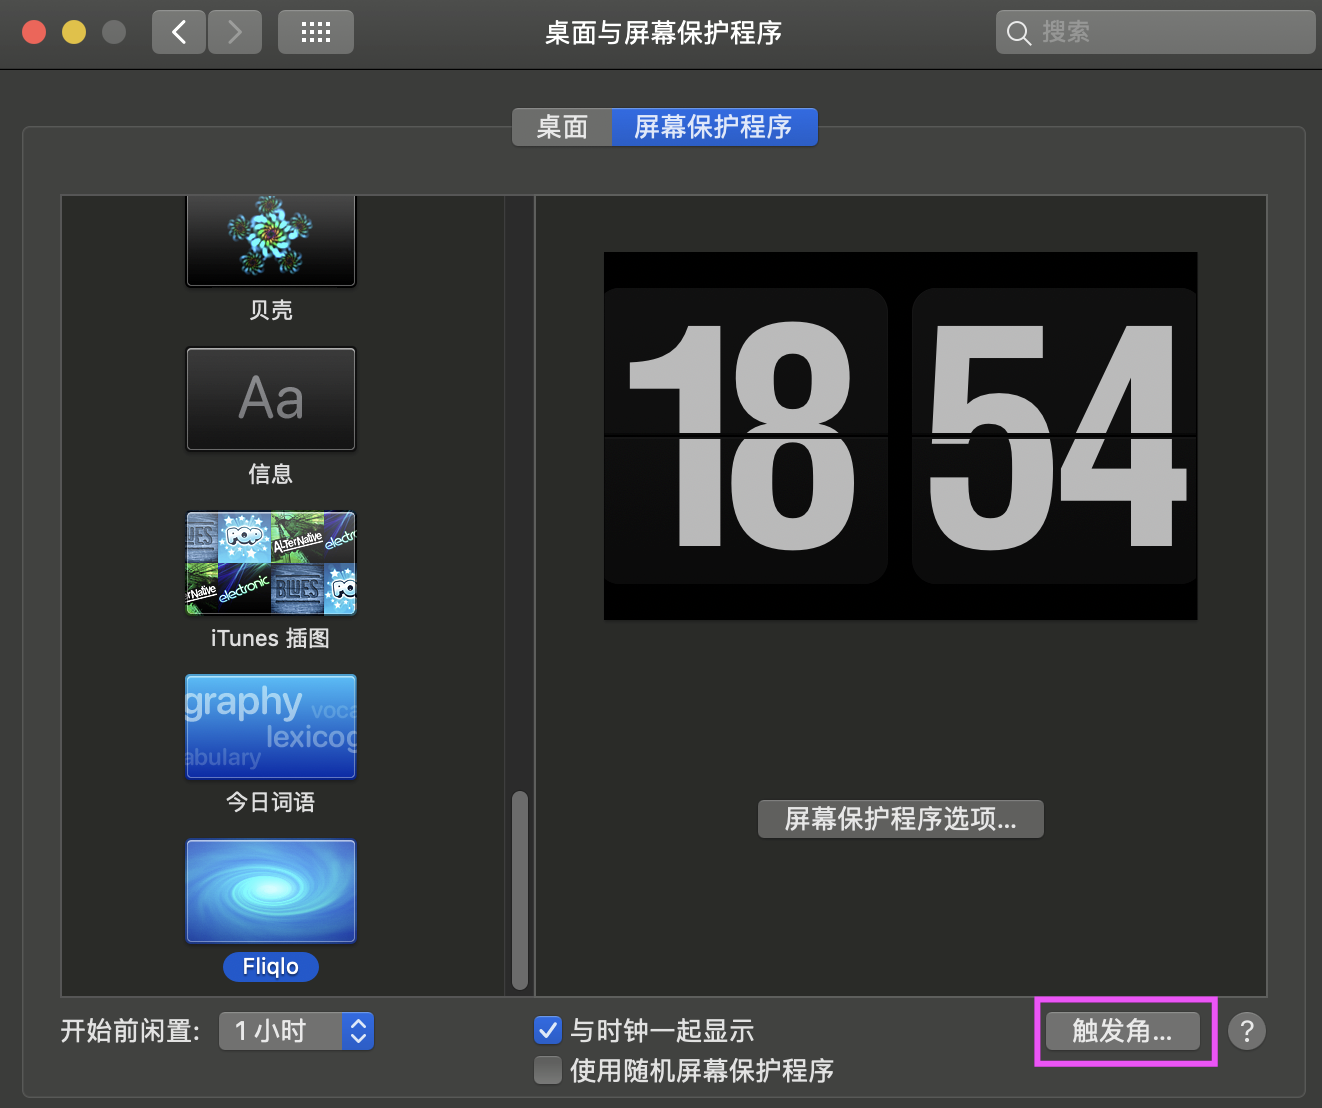 桌面与屏幕保护程序
搜索
桌面
屏幕保护程序
贝壳
Aa
信息
POP
ALTerNative
electronic
BLUES
iTunes 插图
graphy
voca
lexicog
abulary
今日词语
Fliqlo
18 54
屏幕保护程序选项...
开始前闲置: 1 小时
与时钟一起显示
使用随机屏幕保护程序
触发角...
?